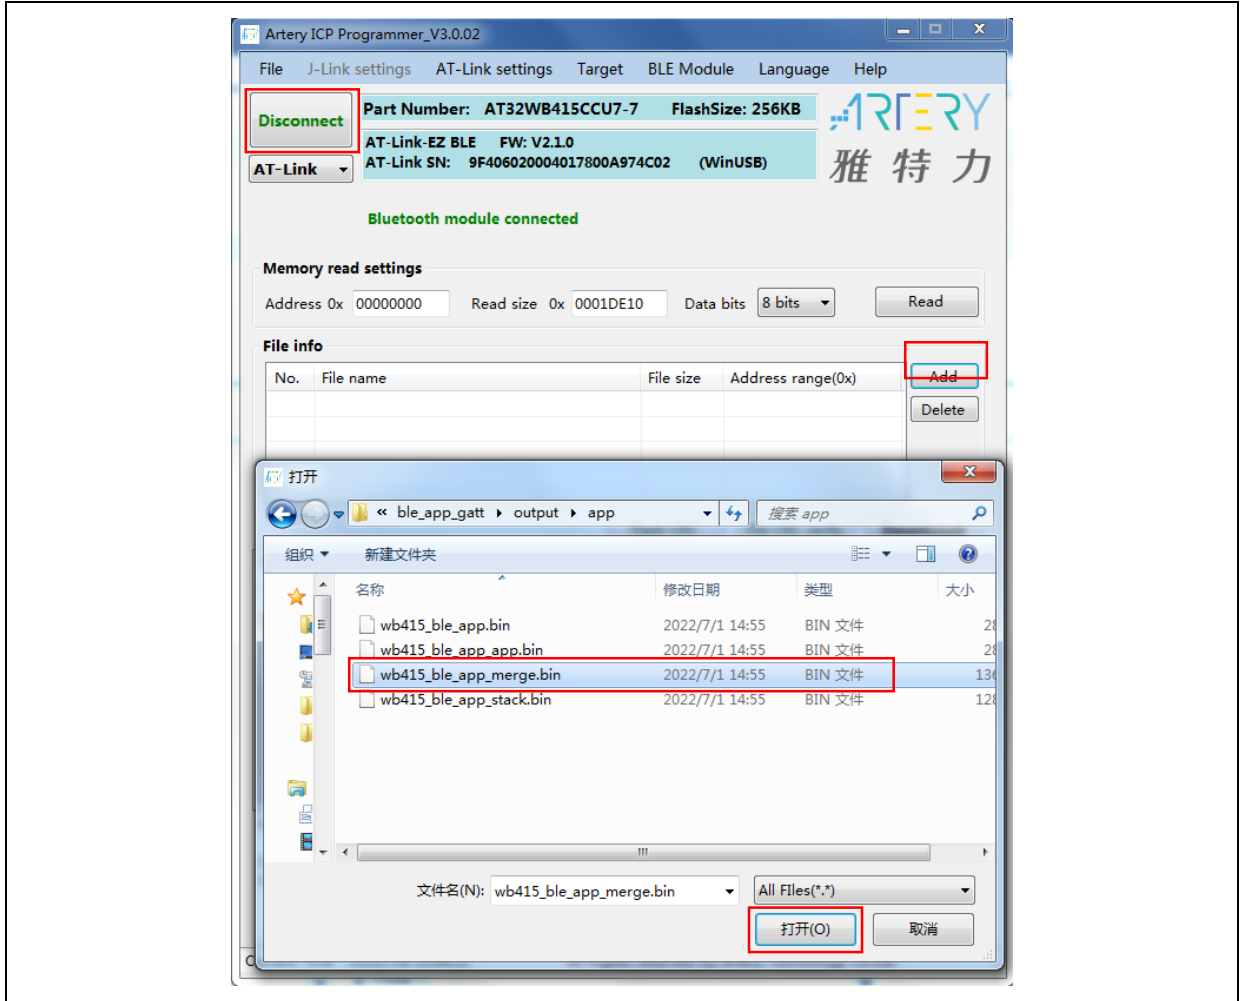 Artery ICP Programmer_V3.0.02
File J-Link settings AT-Link settings Target BLE Module Language Help
Disconnect
Part Number: AT32WB415CCU7-7 FlashSize: 256KB
AT-Link-EZ BLE FW: V2.1.0
AT-Link SN: 9F406020004017800A974C02 (WinUSB)
AT-Link
ARTERY
雅特力
Bluetooth module connected
Memory read settings
Address 0x 00000000 Read size 0x 0001DE10 Data bits 8 bits Read
File info
No. File name File size Address range(0x)
Add
Delete
打开
« ble_app_gatt output app 搜索 app
组织 新建文件夹
名称 修改日期 类型 大小
wb415_ble_app.bin 2022/7/1 14:55 BIN 文件 28
wb415_ble_app_app.bin 2022/7/1 14:55 BIN 文件 28
wb415_ble_app_merge.bin 2022/7/1 14:55 BIN 文件 136
wb415_ble_app_stack.bin 2022/7/1 14:55 BIN 文件 128
文件名(N): wb415_ble_app_merge.bin All FIles(*.*)
打开(O) 取消